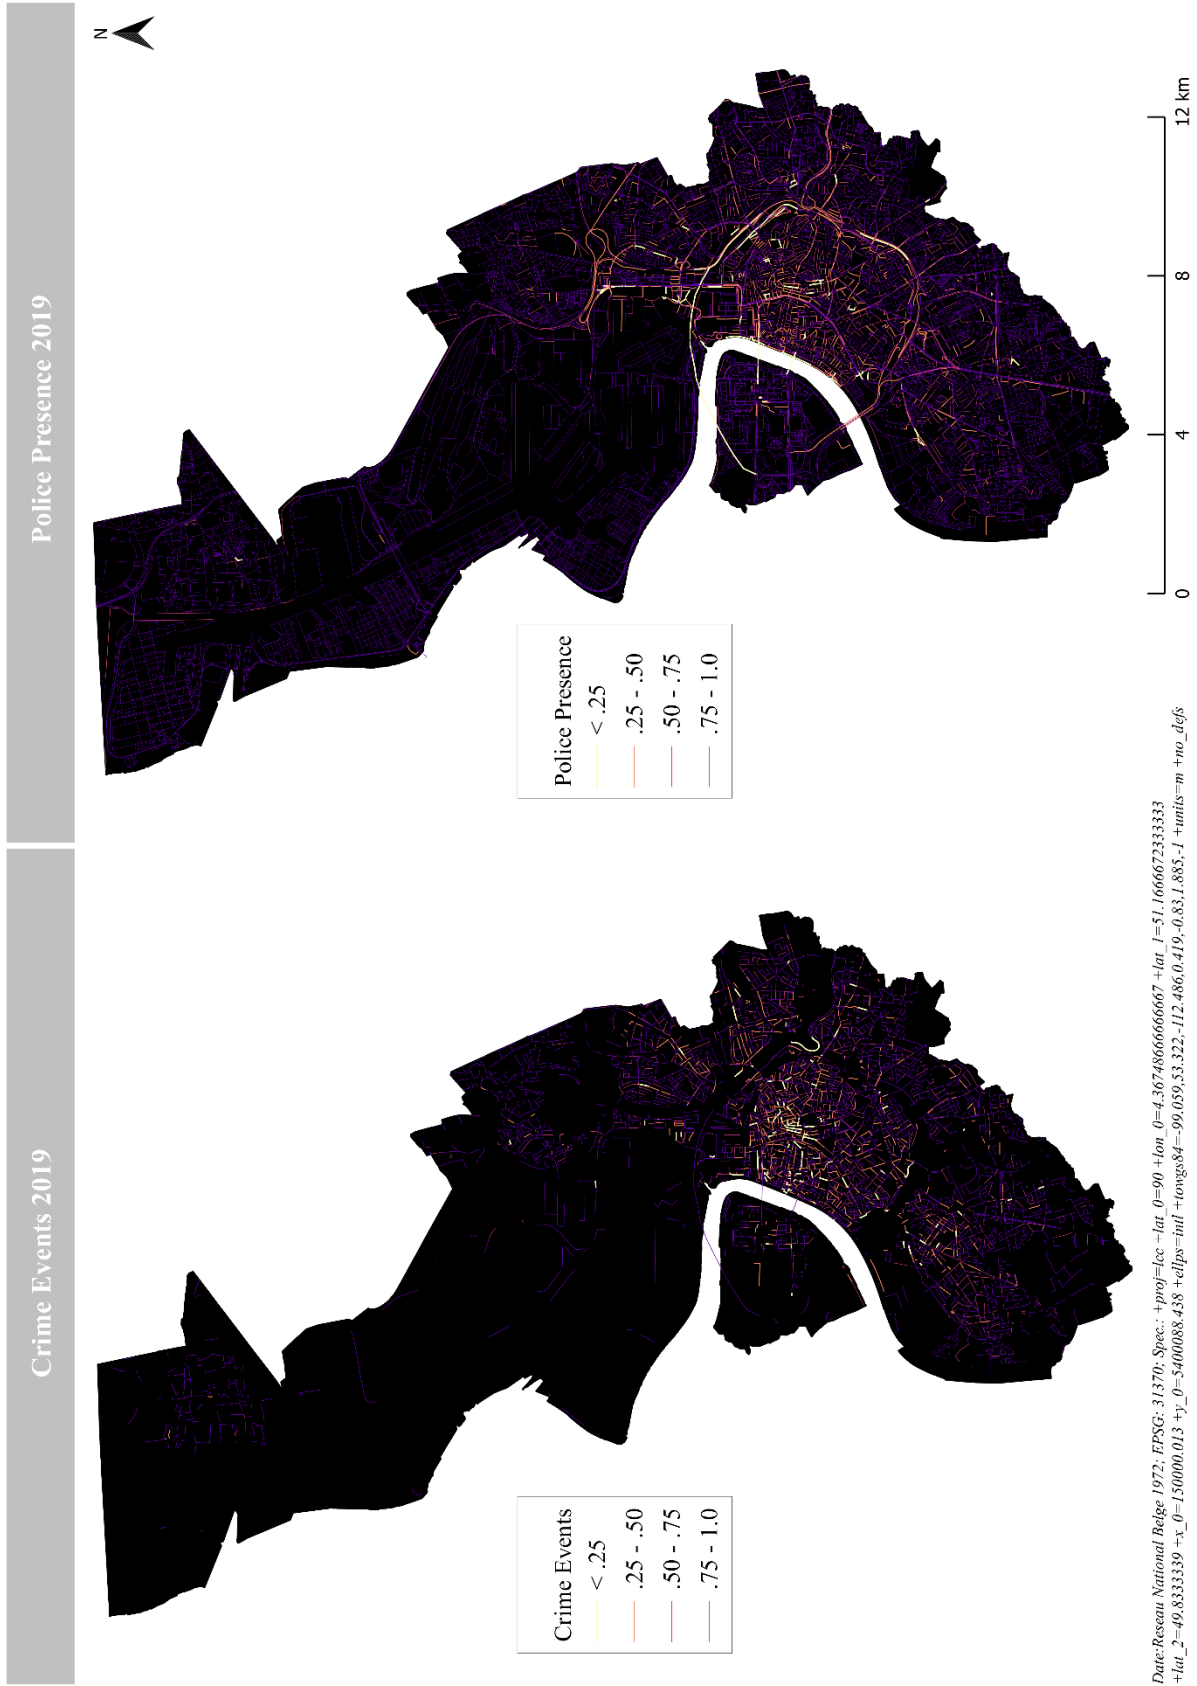 Crime Events 2019
Police Presence 2019
N
Crime Events
< .25
.25 - .50
.50 - .75
.75 - 1.0
Police Presence
< .25
.25 - .50
.50 - .75
.75 - 1.0
0 4 8 12 km
Date:Reseau National Belge 1972; EPSG: 31370; Spec.: +proj=lcc +lat_0=90 +lon_0=4.36748666666667 +lat_1=51.1666672333333
+lat_2=49.8333339 +x_0=150000.013 +y_0=5400088.438 +ellps=intl +towgs84=-99.059,53.322,-112.486,0.419,-0.83,1.885,-1 +units=m +no_defs